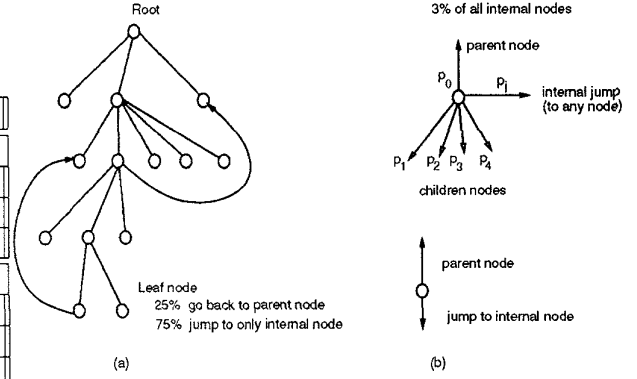 Root
Leaf node
25% go back to parent node
75% jump to only internal node
(a)
3% of all internal nodes
parent node
p0
pj
internal jump
(to any node)
p1 p2 p3 p4
children nodes
parent node
jump to internal node
(b)